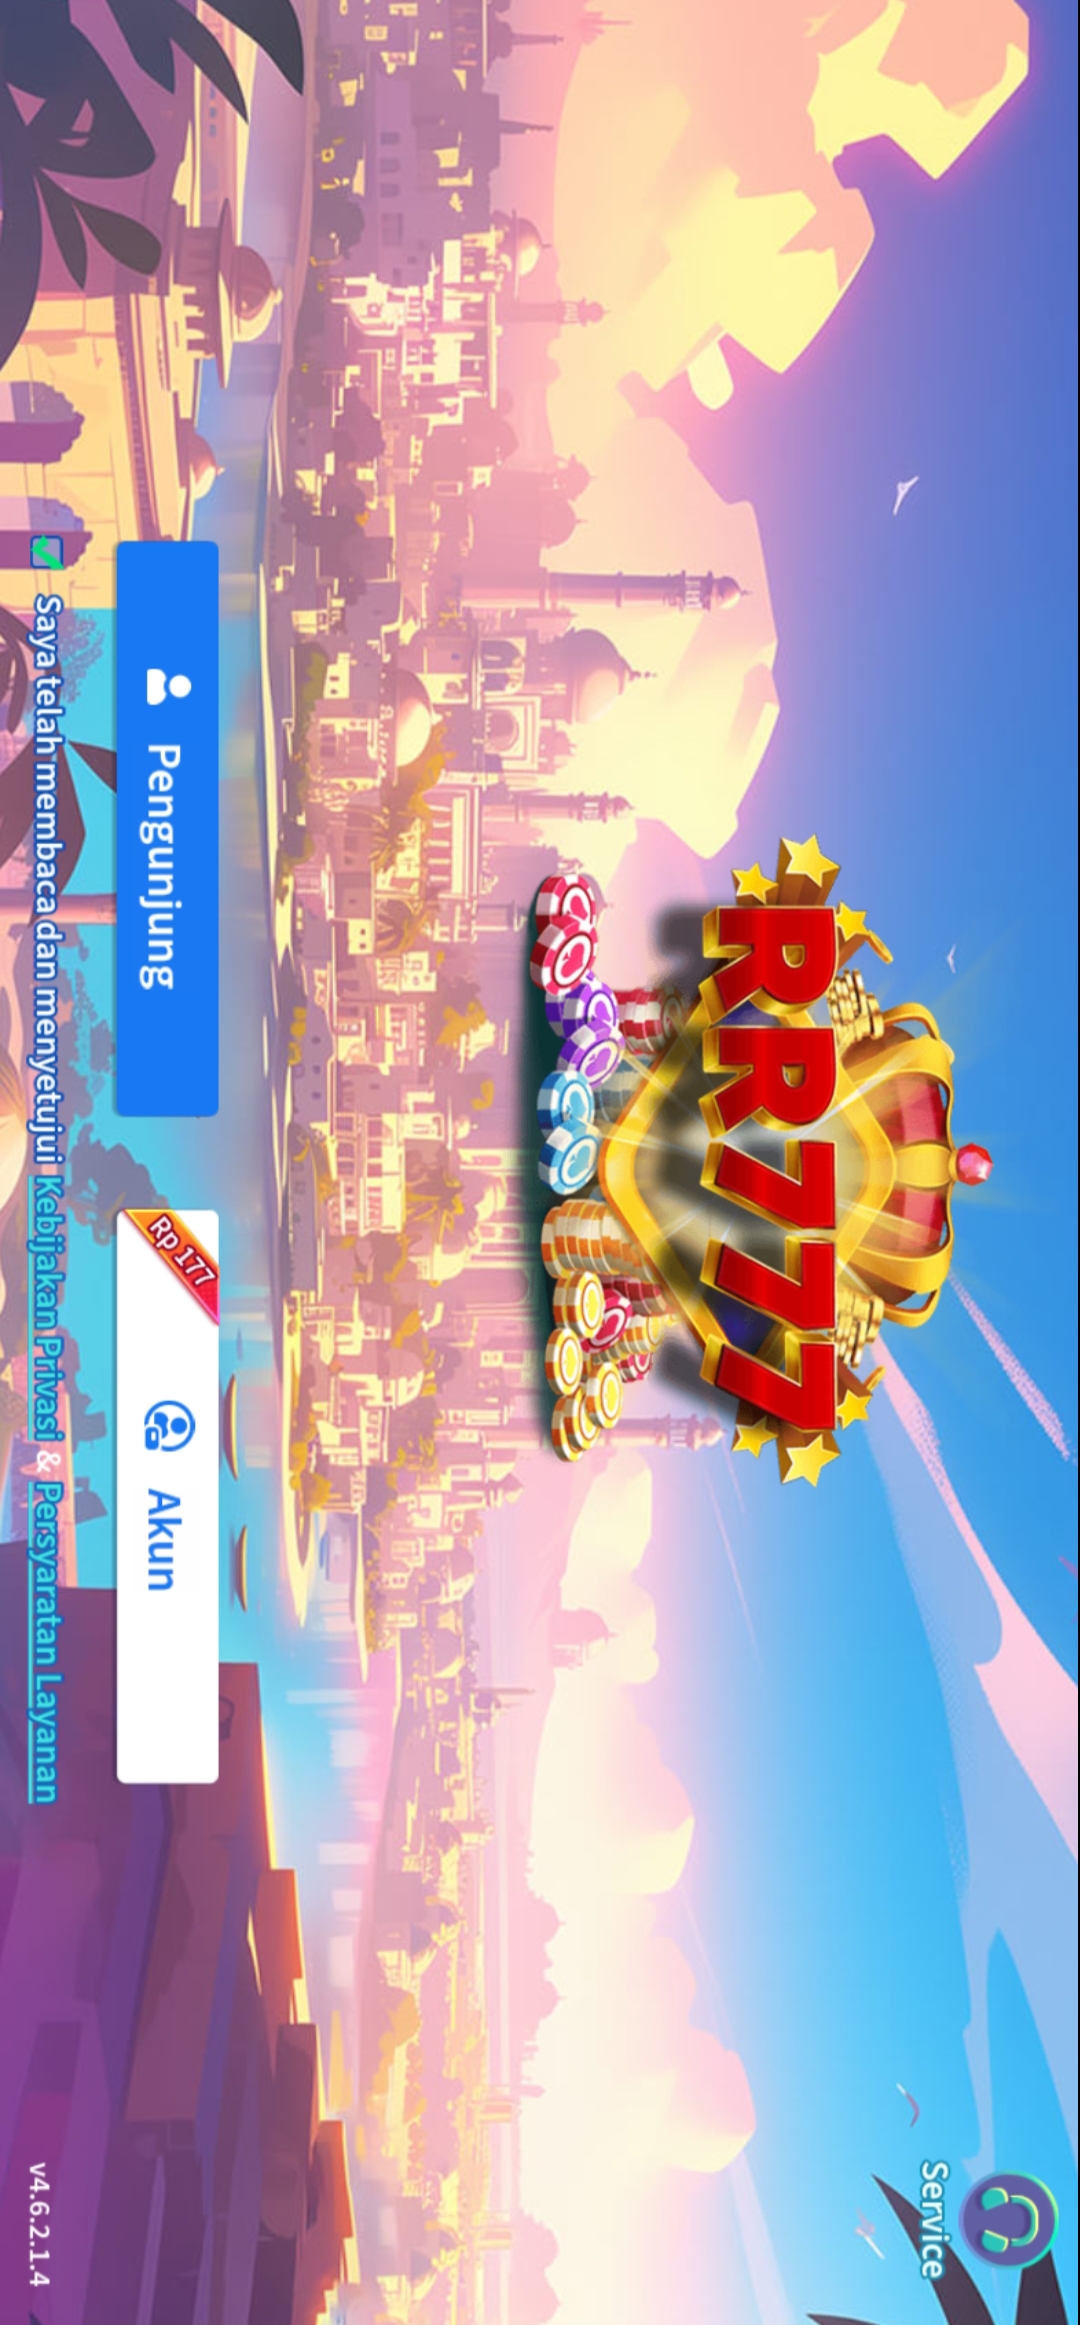 Service
RR777
Pengunjung
Rp 177
Akun
Saya telah membaca dan menyetujui Kebijakan Privasi & Persyaratan Layanan
v4.6.2.1.4